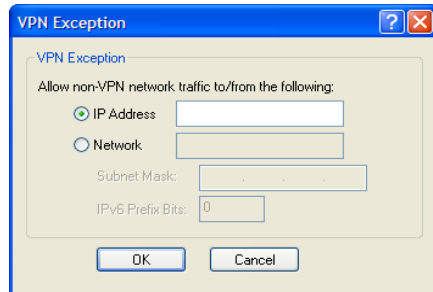 VPN Exception
VPN Exception
Allow non-VPN network traffic to/from the following:
IP Address
Network
Subnet Mask: . . .
IPv6 Prefix Bits: 0
OK Cancel